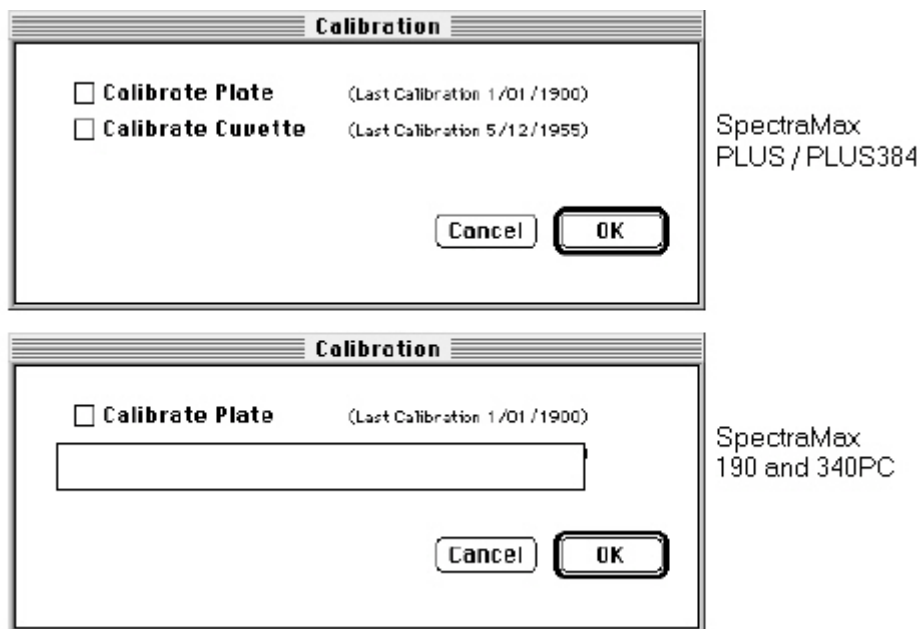 Calibration
Calibrate Plate (Last Calibration 1/01/1900)
Calibrate Cuvette (Last Calibration 5/12/1955)
Cancel OK
SpectraMax
PLUS / PLUS384
Calibration
Calibrate Plate (Last Calibration 1/01/1900)
Cancel OK
SpectraMax
190 and 340PC